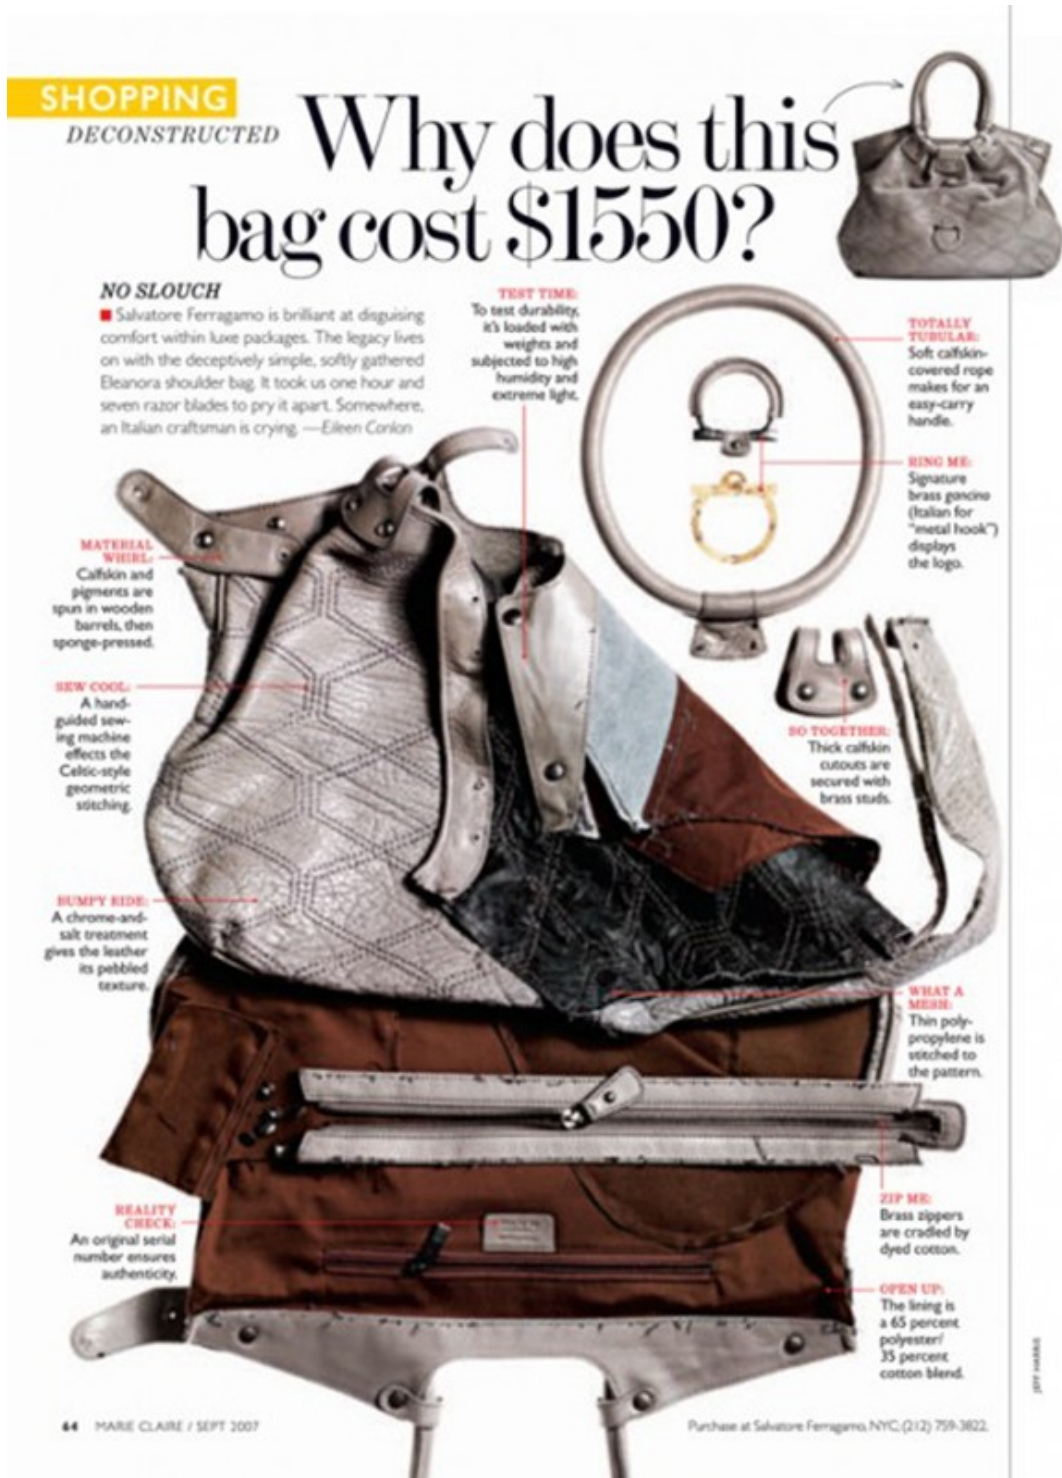 SHOPPING
DECONSTRUCTED
Why does this
bag cost $1550?
NO SLOUCH
Salvatore Ferragamo is brilliant at disguising
comfort within luxe packages. The legacy lives
on with the deceptively simple, softly gathered
Eleanora shoulder bag. It took us one hour and
seven razor blades to pry it apart. Somewhere,
an Italian craftsman is crying. —Eileen Conlon
TEST TIME:
To test durability,
it's loaded with
weights and
subjected to high
humidity and
extreme light.
TOTALLY
TUBULAR:
Soft calfskin-
covered rope
makes for an
easy-carry
handle.
RING ME:
Signature
brass gancino
(Italian for
"metal hook")
displays
the logo.
MATERIAL
WHIRL:
Calfskin and
pigments are
spun in wooden
barrels, then
sponge-pressed.
SEW COOL:
A hand-
guided sew-
ing machine
effects the
Celtic-style
geometric
stitching.
SO TOGETHER:
Thick calfskin
cutouts are
secured with
brass studs.
BUMPY RIDE:
A chrome-and-
salt treatment
gives the leather
its pebbled
texture.
WHAT A
MESH:
Thin poly-
propylene is
stitched to
the pattern.
REALITY
CHECK:
An original serial
number ensures
authenticity.
ZIP ME:
Brass zippers
are cradled by
dyed cotton.
OPEN UP:
The lining is
a 65 percent
polyester/
35 percent
cotton blend.
JEFF HARRIS
64 MARIE CLAIRE / SEPT 2007
Purchase at Salvatore Ferragamo, NYC, (212) 759-3822.